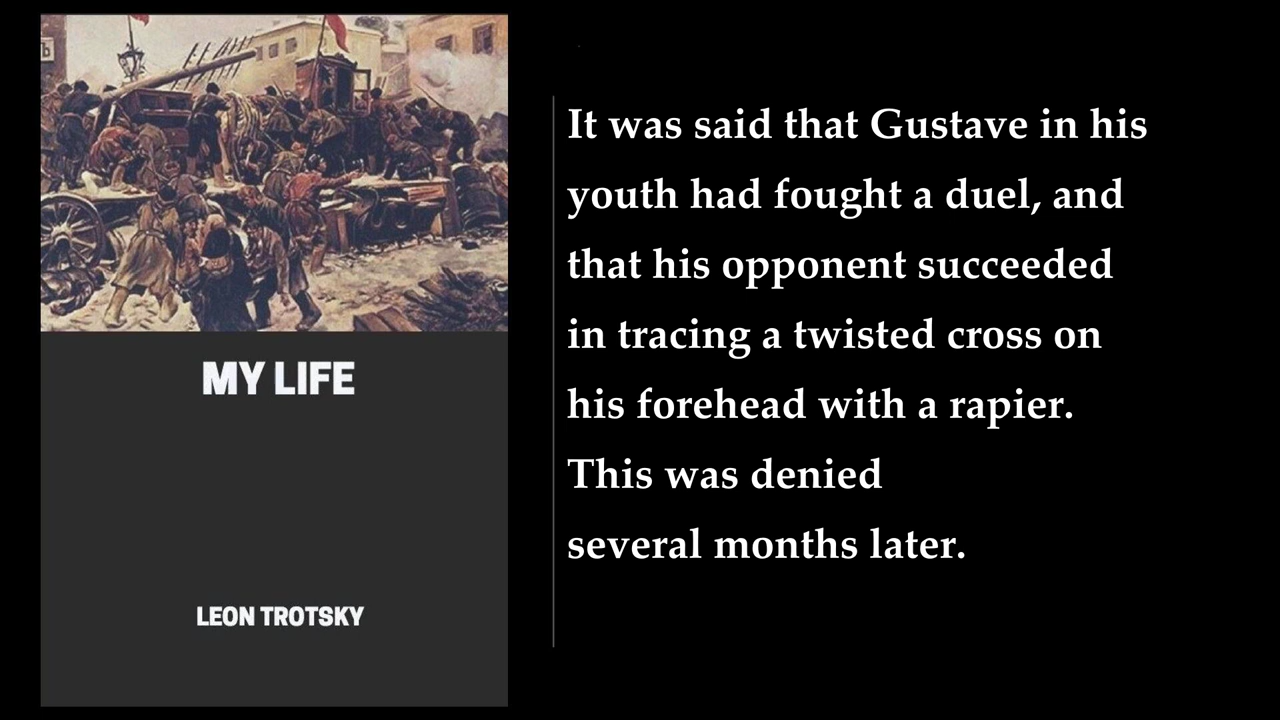 MY LIFE
LEON TROTSKY
It was said that Gustave in his
youth had fought a duel, and
that his opponent succeeded
in tracing a twisted cross on
his forehead with a rapier.
This was denied
several months later.